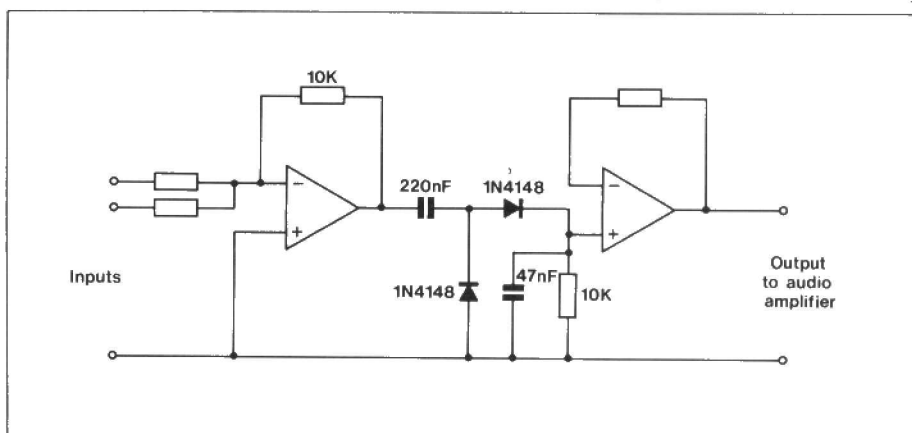 10K
220nF
1N4148
−
+
−
+
Inputs
1N4148
47nF
10K
Output
to audio
amplifier